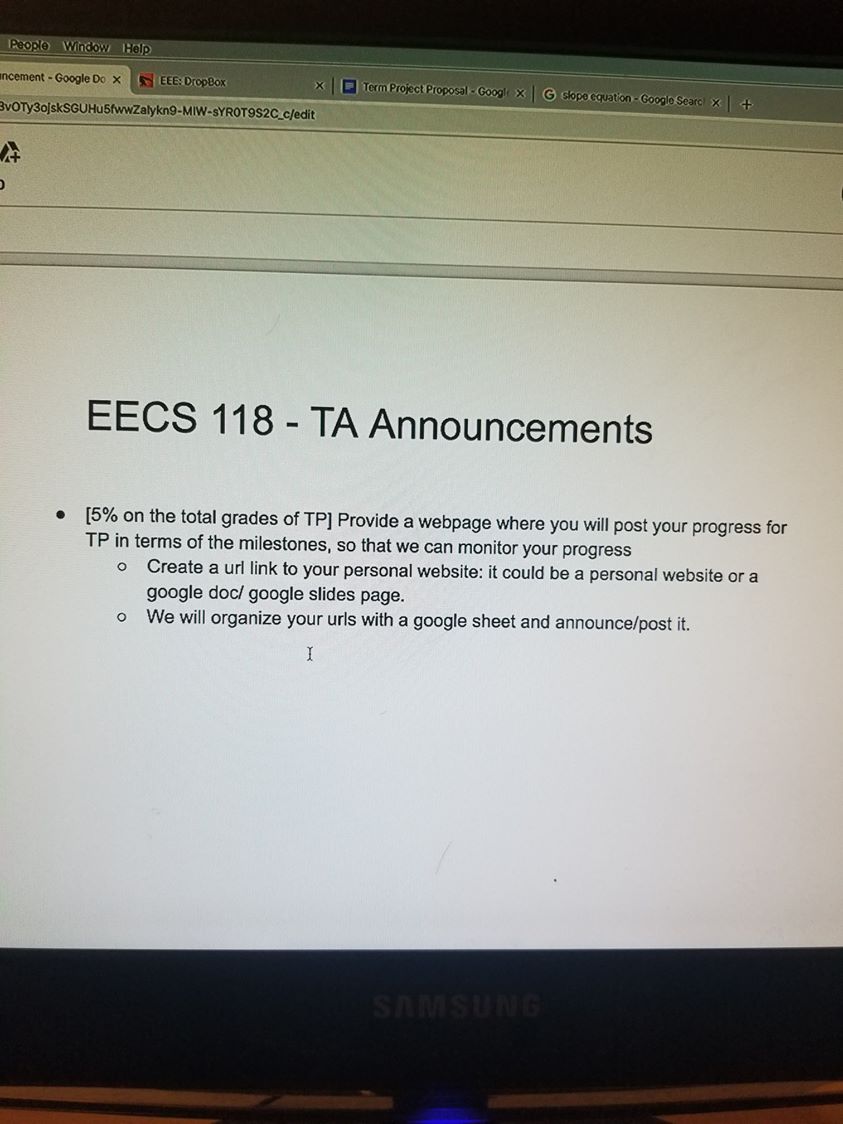 People Window Help
ncement - Google Do ×
EEE: DropBox ×
Term Project Proposal - Googl ×
G slope equation - Google Searcl × +
/edit
EECS 118 - TA Announcements
• [5% on the total grades of TP] Provide a webpage where you will post your progress for
TP in terms of the milestones, so that we can monitor your progress
o Create a url link to your personal website: it could be a personal website or a
google doc/ google slides page.
o We will organize your urls with a google sheet and announce/post it.
SAMSUNG